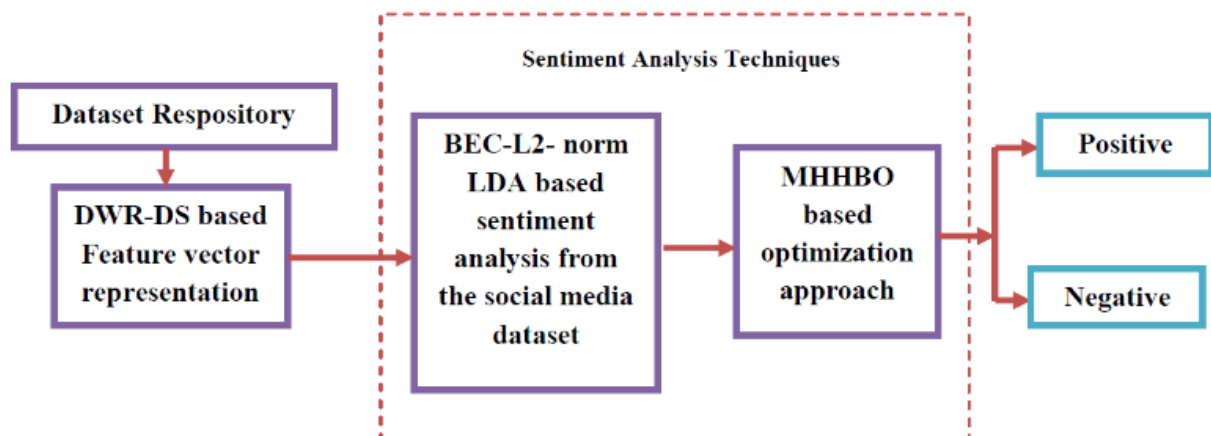 Sentiment Analysis Techniques
Dataset Respository
DWR-DS based
Feature vector
representation
BEC-L2- norm
LDA based
sentiment
analysis from
the social media
dataset
MHHBO
based
optimization
approach
Positive
Negative